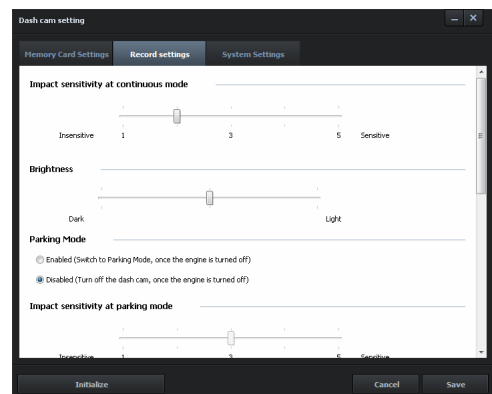 Dash cam setting
Memory Card Settings Record settings System Settings
Impact sensitivity at continuous mode
Insensitive 1 3 5 Sensitive
Brightness
Dark Light
Parking Mode
Enabled (Switch to Parking Mode, once the engine is turned off)
Disabled (Turn off the dash cam, once the engine is turned off)
Impact sensitivity at parking mode
Insensitive 1 3 5 Sensitive
Initialize Cancel Save